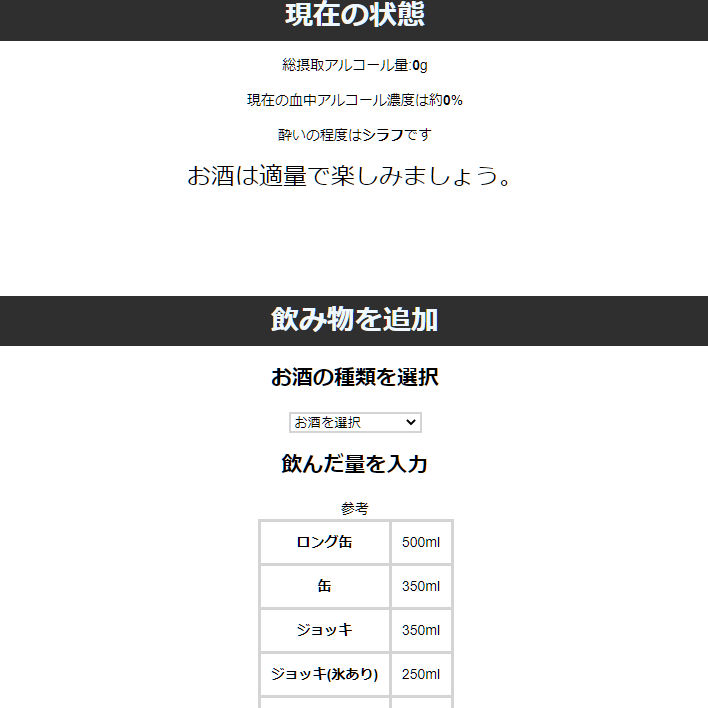 現在の状態
総摂取アルコール量:0g
現在の血中アルコール濃度は約0%
酔いの程度はシラフです
お酒は適量で楽しみましょう。
飲み物を追加
お酒の種類を選択
お酒を選択
飲んだ量を入力
参考
ロング缶 500ml
缶 350ml
ジョッキ 350ml
ジョッキ(氷あり) 250ml